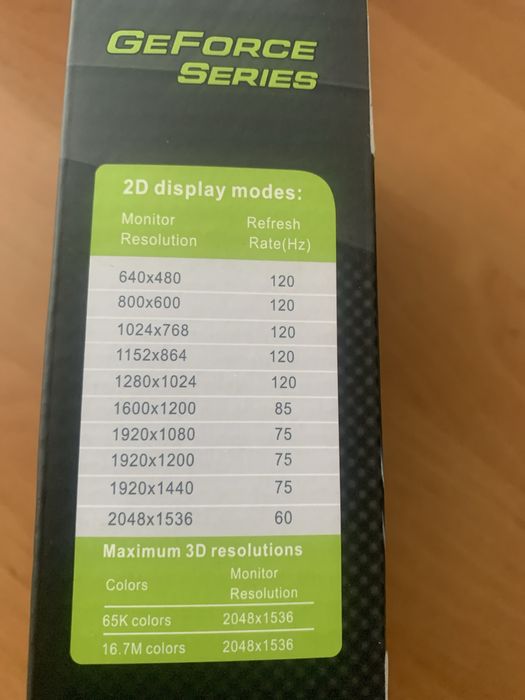 GEFORCE
SERIES
2D display modes:
Monitor Resolution Refresh Rate(Hz)
640x480 120
800x600 120
1024x768 120
1152x864 120
1280x1024 120
1600x1200 85
1920x1080 75
1920x1200 75
1920x1440 75
2048x1536 60
Maximum 3D resolutions
Colors Monitor Resolution
65K colors 2048x1536
16.7M colors 2048x1536